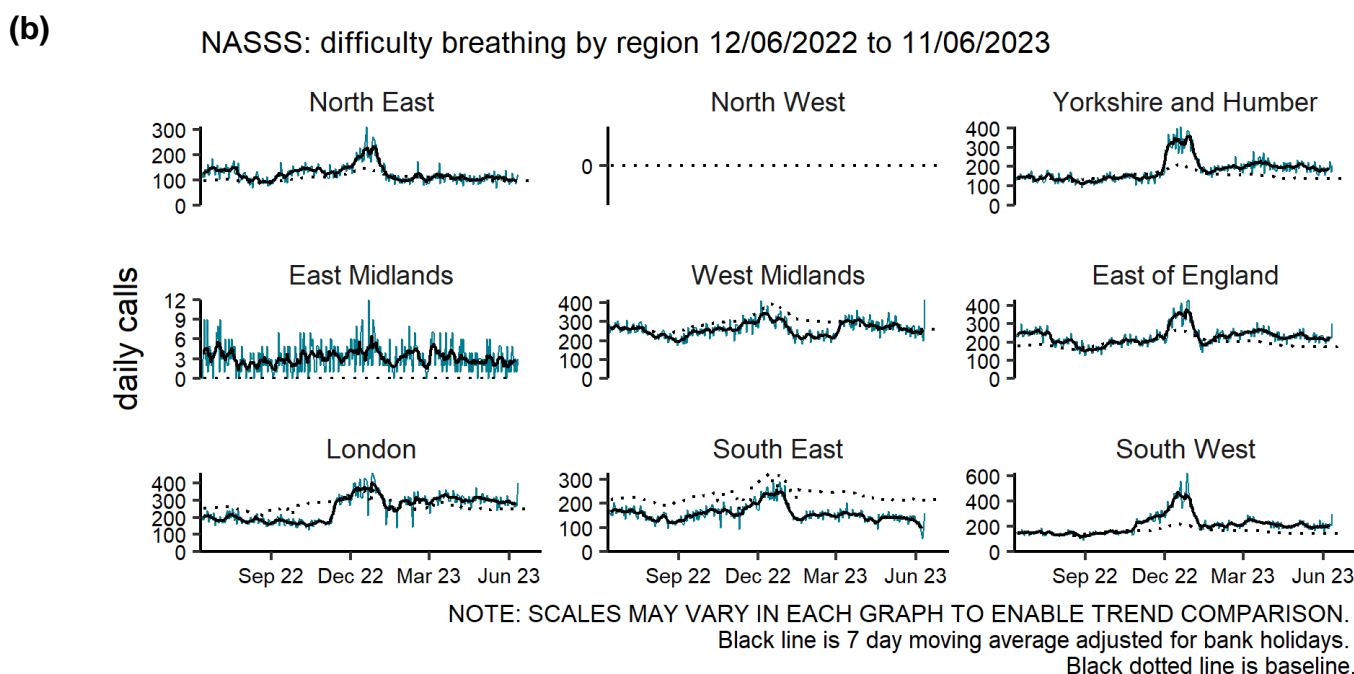 (b)
NASSS: difficulty breathing by region 12/06/2022 to 11/06/2023
North East
300
200
100
0
North West
0
Yorkshire and Humber
400
300
200
100
0
daily calls
East Midlands
12
9
6
3
0
West Midlands
400
300
200
100
0
East of England
400
300
200
100
0
London
400
300
200
100
0
Sep 22 Dec 22 Mar 23 Jun 23
South East
300
200
100
0
Sep 22 Dec 22 Mar 23 Jun 23
South West
600
400
200
0
Sep 22 Dec 22 Mar 23 Jun 23
NOTE: SCALES MAY VARY IN EACH GRAPH TO ENABLE TREND COMPARISON.
Black line is 7 day moving average adjusted for bank holidays.
Black dotted line is baseline.